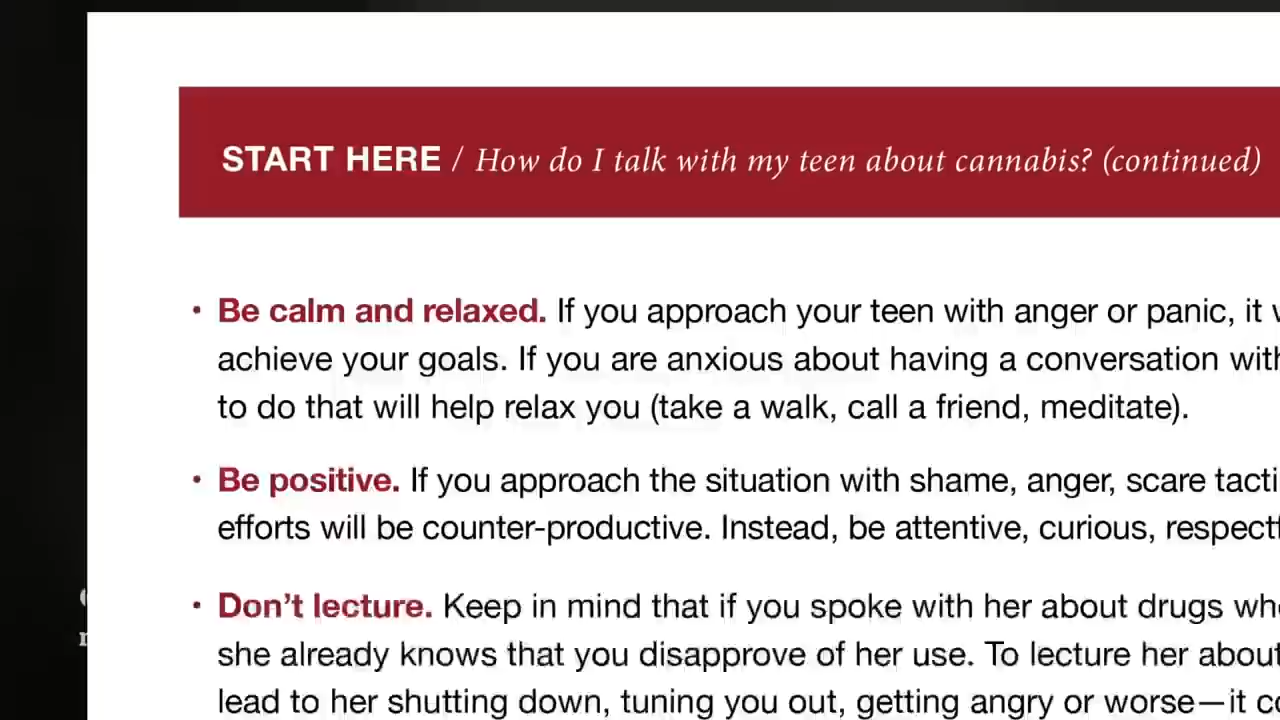 START HERE / How do I talk with my teen about cannabis? (continued)
• Be calm and relaxed. If you approach your teen with anger or panic, it
achieve your goals. If you are anxious about having a conversation with
to do that will help relax you (take a walk, call a friend, meditate).
• Be positive. If you approach the situation with shame, anger, scare
efforts will be counter-productive. Instead, be attentive, curious,
• Don’t lecture. Keep in mind that if you spoke with her about drugs
she already knows that you disapprove of her use. To lecture her about
lead to her shutting down, tuning you out, getting angry or worse—it